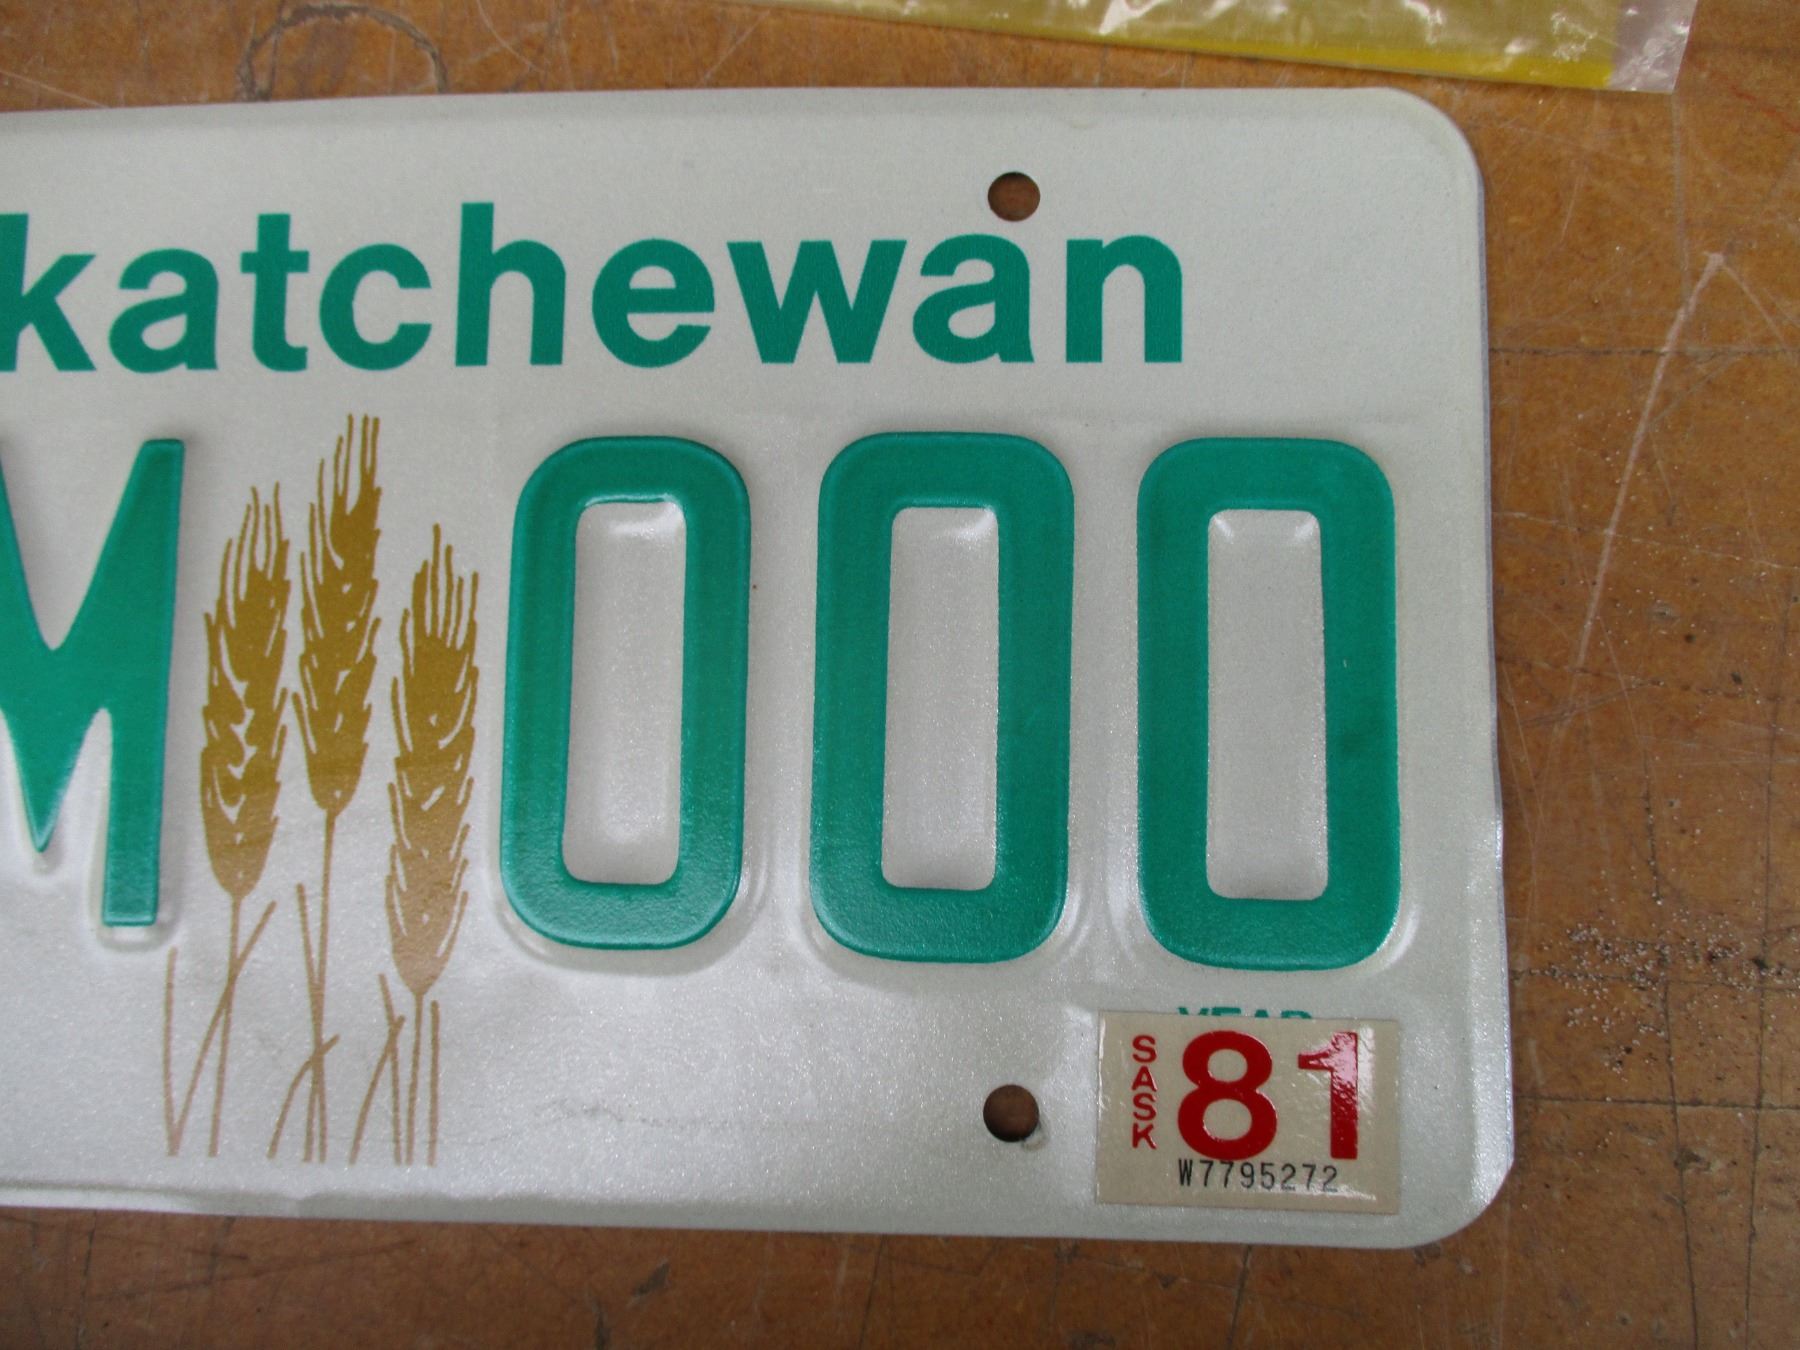 katchewan
M 000
YEAR
SASK
81
W7795272